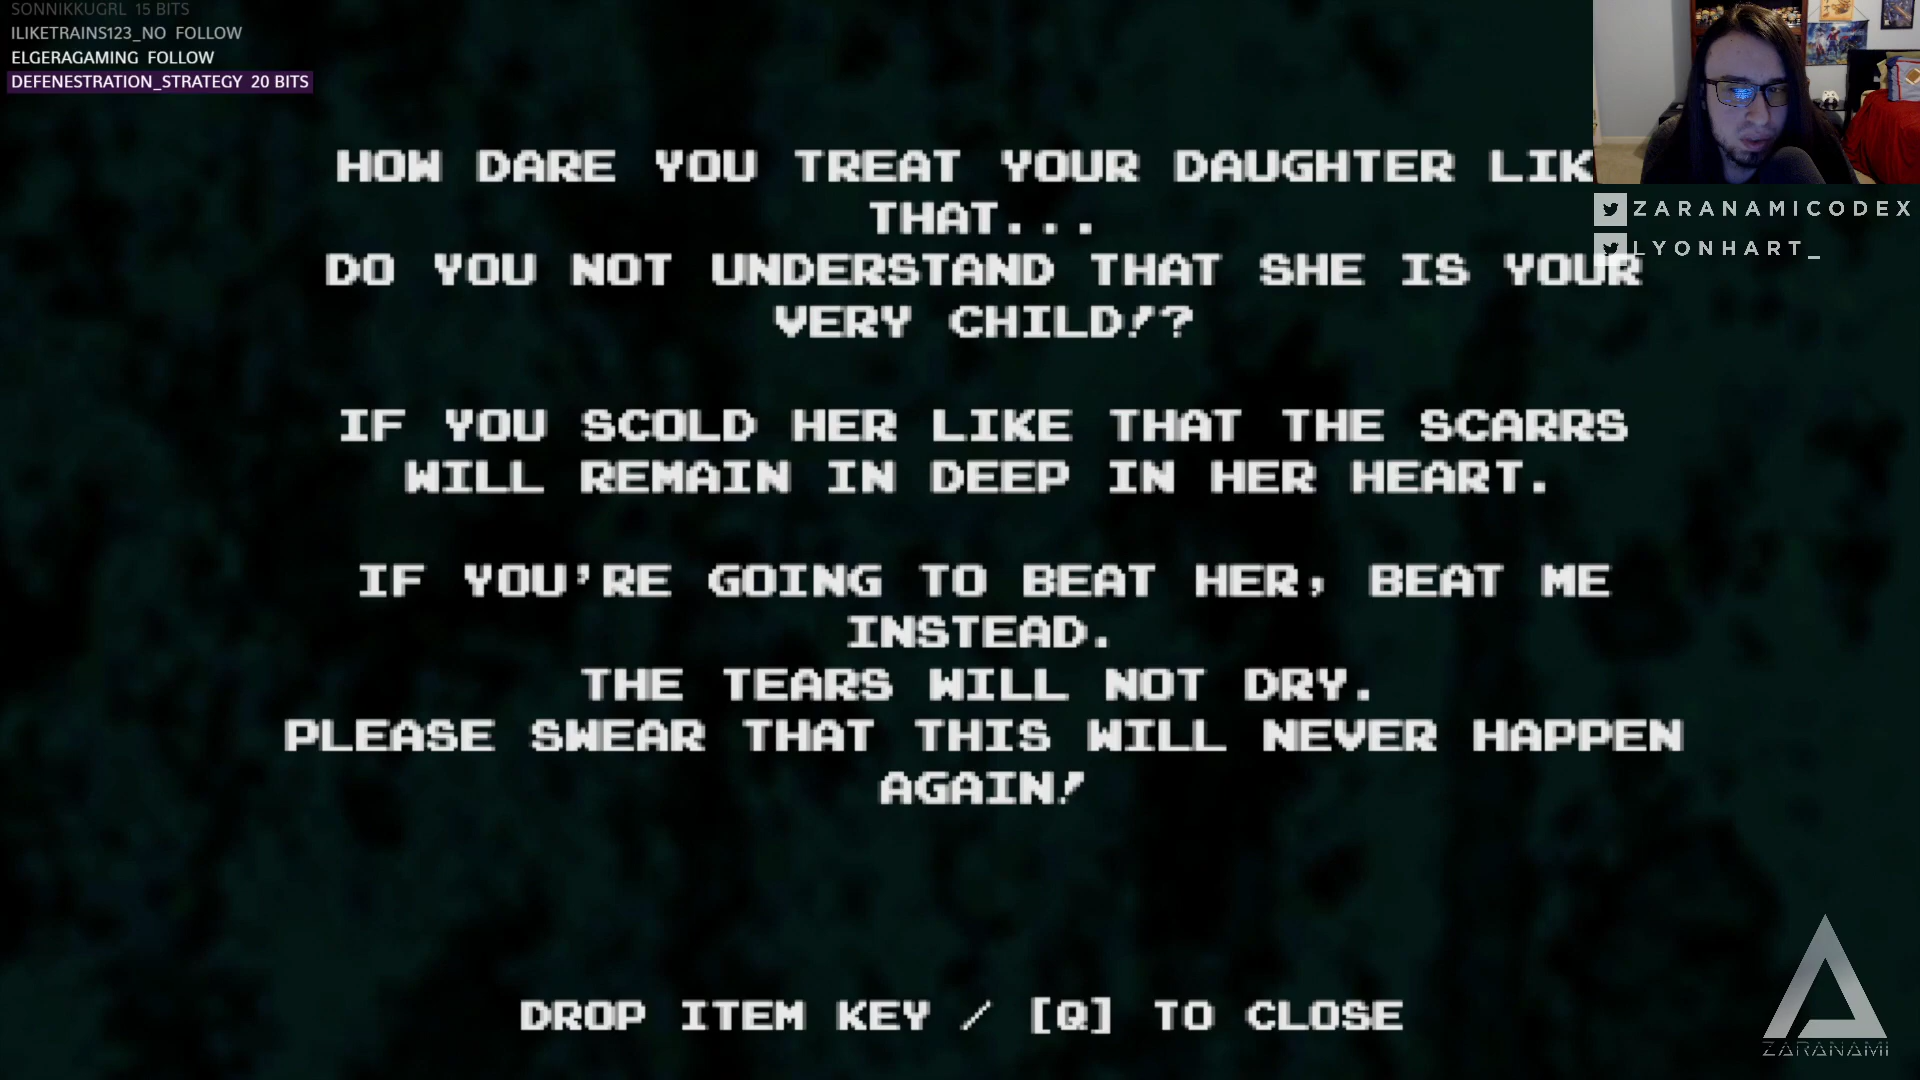 SONNIKKUGRL 15 BITS
ILIKETRAINS123_NO FOLLOW
ELGERAGAMING FOLLOW
DEFENESTRATION_STRATEGY 20 BITS
HOW DARE YOU TREAT YOUR DAUGHTER LIK
THAT...
DO YOU NOT UNDERSTAND THAT SHE IS YOUR
VERY CHILD!?
IF YOU SCOLD HER LIKE THAT THE SCARRS
WILL REMAIN IN DEEP IN HER HEART.
IF YOU'RE GOING TO BEAT HER, BEAT ME
INSTEAD.
THE TEARS WILL NOT DRY.
PLEASE SWEAR THAT THIS WILL NEVER HAPPEN
AGAIN!
DROP ITEM KEY / [Q] TO CLOSE
ZARANAMICODEX
LYONHART_
ZARANAMI